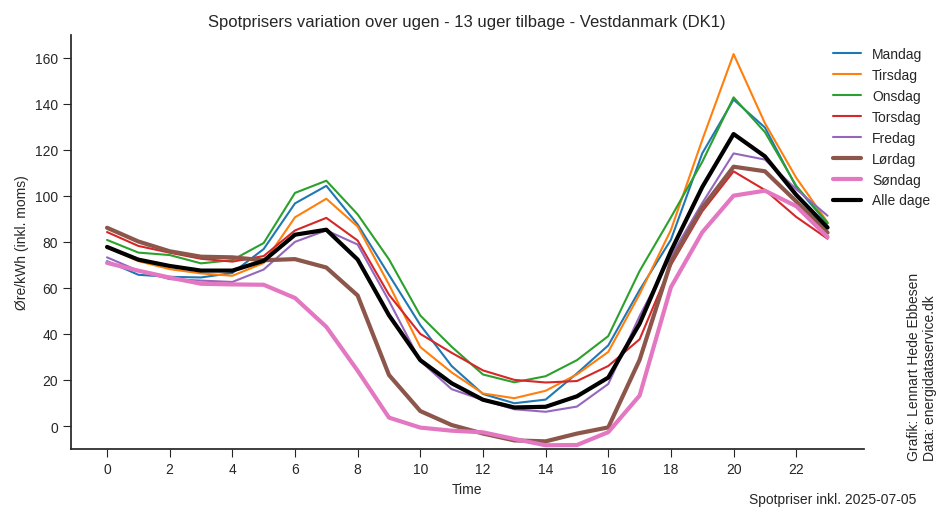 Spotprisers variation over ugen - 13 uger tilbage - Vestdanmark (DK1)
Øre/kWh (inkl. moms)
160
140
120
100
80
60
40
20
0
0 2 4 6 8 10 12 14 16 18 20 22
Time
Mandag
Tirsdag
Onsdag
Torsdag
Fredag
Lørdag
Søndag
Alle dage
Grafik: Lennart Hede Ebbesen
Data: energidataservice.dk
Spotpriser inkl. 2025-07-05